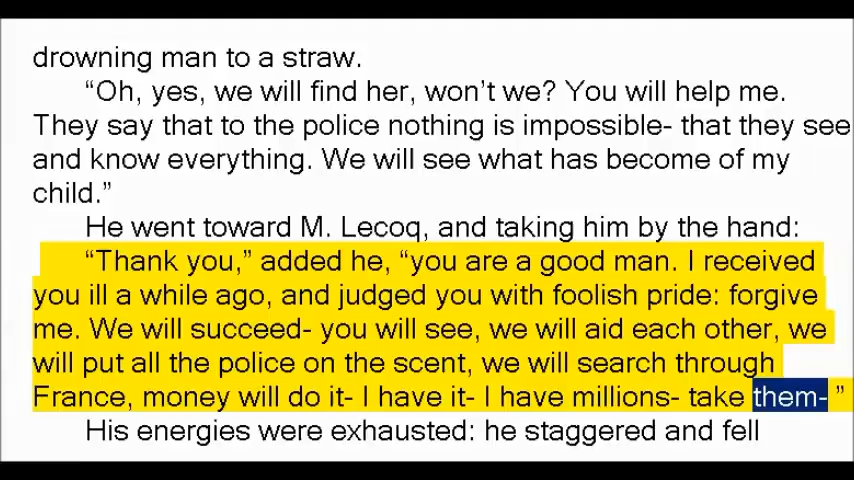 drowning man to a straw.
“Oh, yes, we will find her, won’t we? You will help me.
They say that to the police nothing is impossible- that they see
and know everything. We will see what has become of my
child.”
He went toward M. Lecoq, and taking him by the hand:
“Thank you,” added he, “you are a good man. I received
you ill a while ago, and judged you with foolish pride: forgive
me. We will succeed- you will see, we will aid each other, we
will put all the police on the scent, we will search through
France, money will do it- I have it- I have millions- take them- ”
His energies were exhausted: he staggered and fell